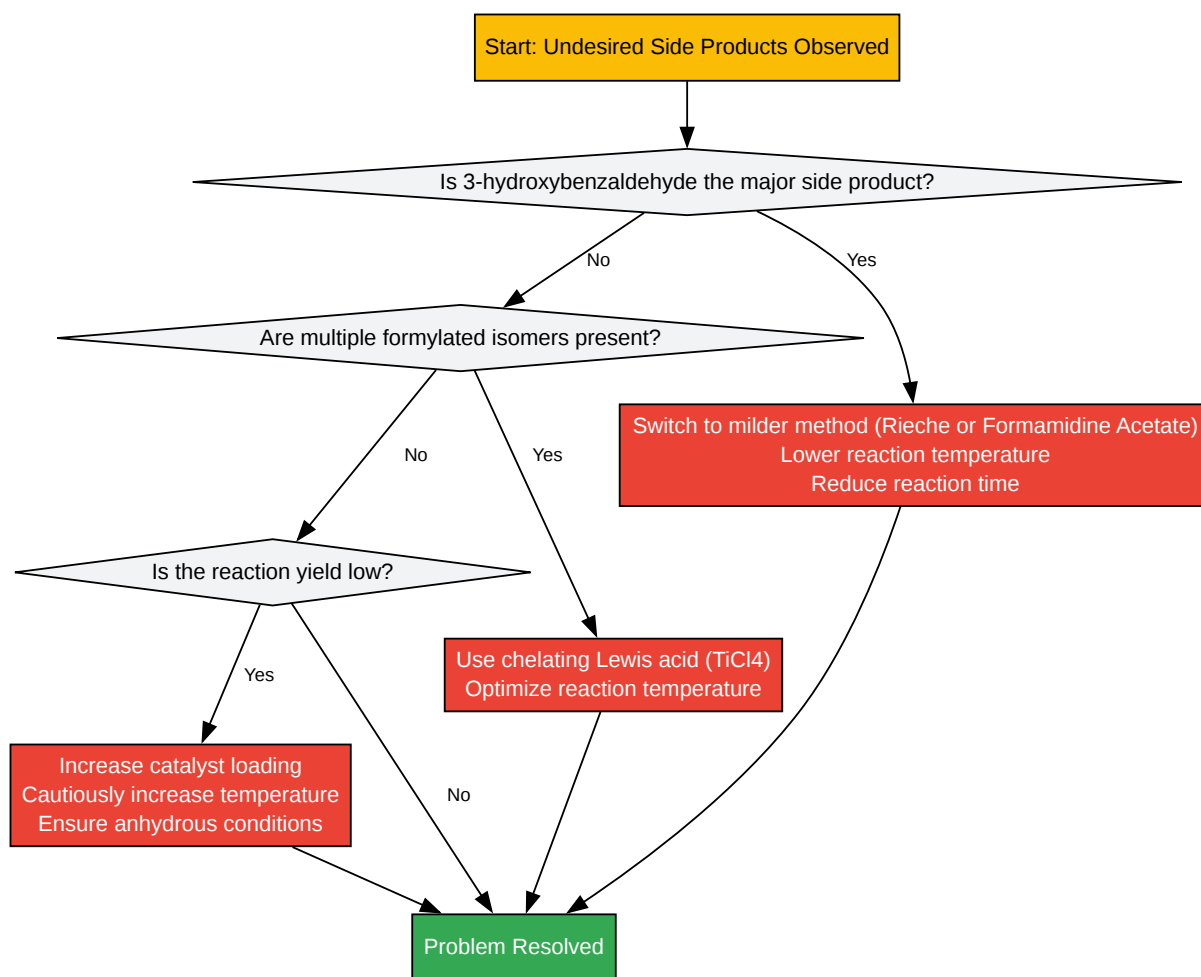 Start: Undesired Side Products Observed
Is 3-hydroxybenzaldehyde the major side product?
No
Yes
Are multiple formylated isomers present?
Switch to milder method (Rieche or Formamidine Acetate)
Lower reaction temperature
Reduce reaction time
No
Yes
Is the reaction yield low?
Use chelating Lewis acid (TiCl4)
Optimize reaction temperature
Yes
No
Increase catalyst loading
Cautiously increase temperature
Ensure anhydrous conditions
Problem Resolved